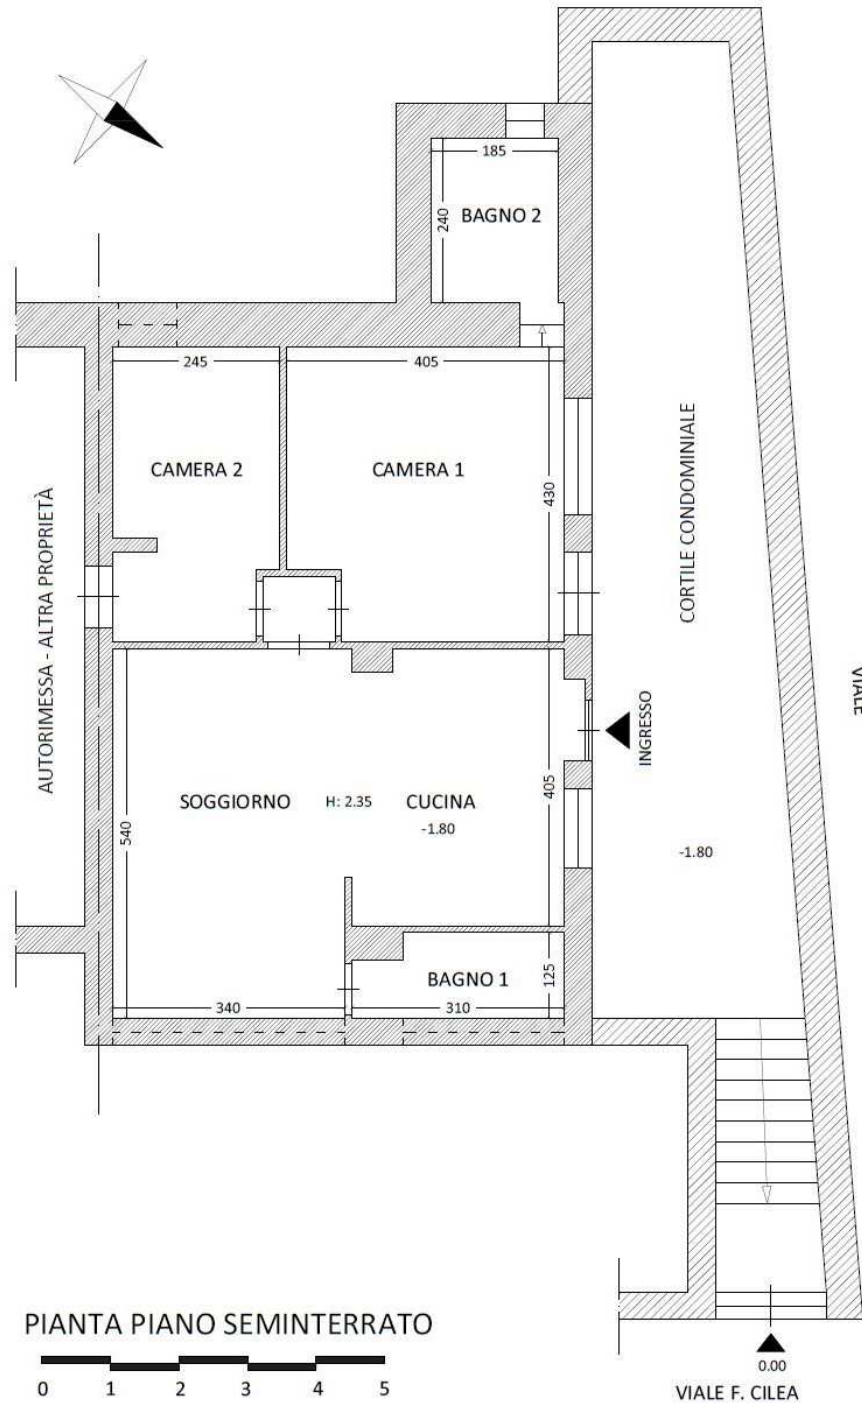 185
240
BAGNO 2
245
405
CAMERA 2
CAMERA 1
430
CORTILE CONDOMINIALE
AUTORIMESSA - ALTRA PROPRIETÀ
VIALE
INGRESSO
SOGGIORNO
H: 2.35
CUCINA
-1.80
405
540
-1.80
BAGNO 1
125
340
310
PIANTA PIANO SEMINTERRATO
0 1 2 3 4 5
0.00
VIALE F. CILEA